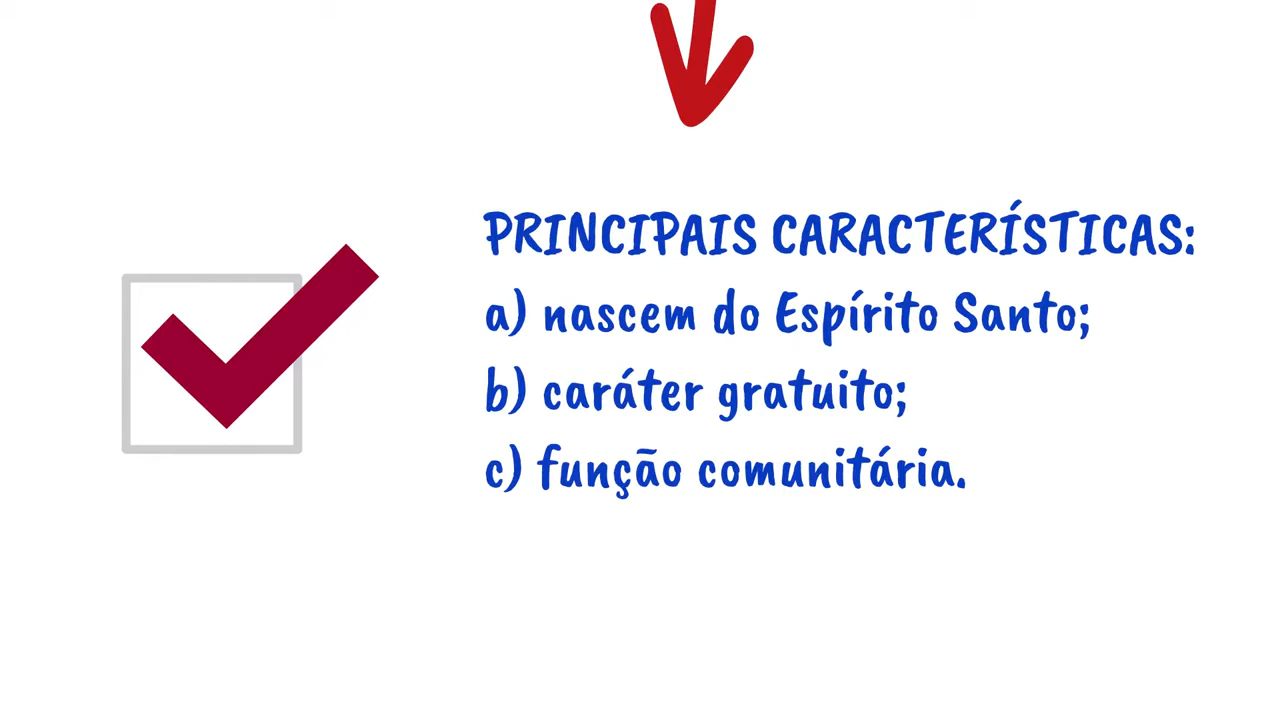 PRINCIPAIS CARACTERÍSTICAS:
a) nascem do Espírito Santo;
b) caráter gratuito;
c) função comunitária.